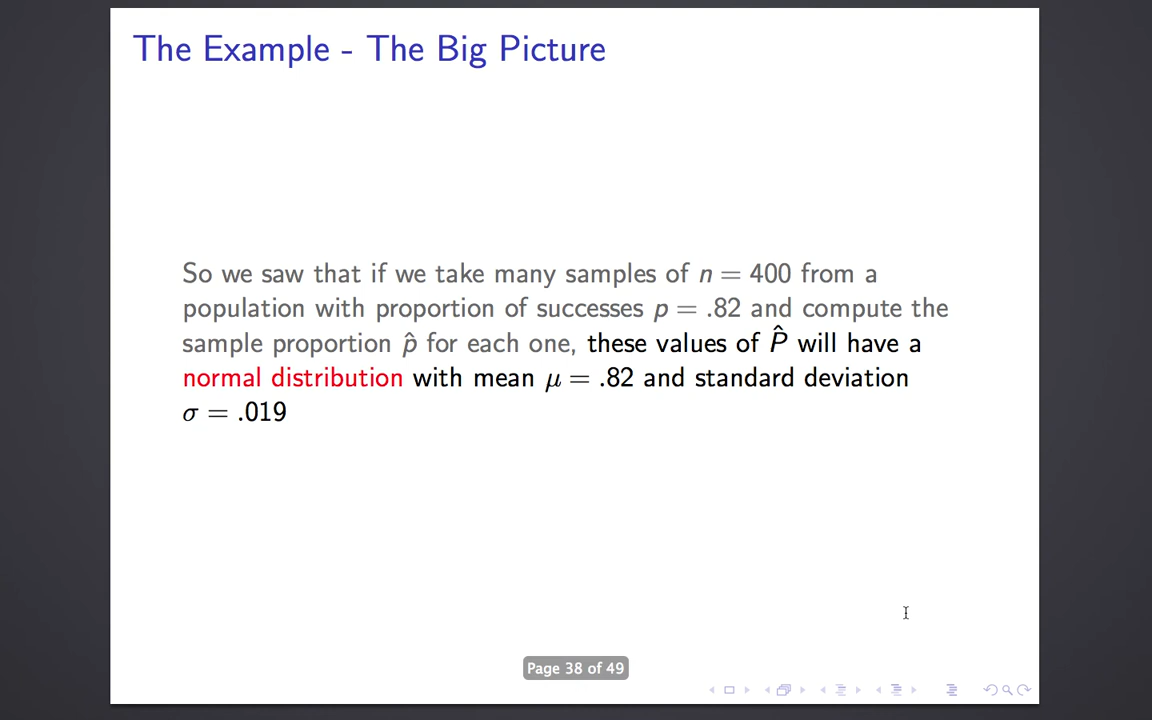 The Example - The Big Picture
So we saw that if we take many samples of n = 400 from a
population with proportion of successes p = .82 and compute the
sample proportion p̂ for each one, these values of P̂ will have a
normal distribution with mean μ = .82 and standard deviation
σ = .019
Page 38 of 49